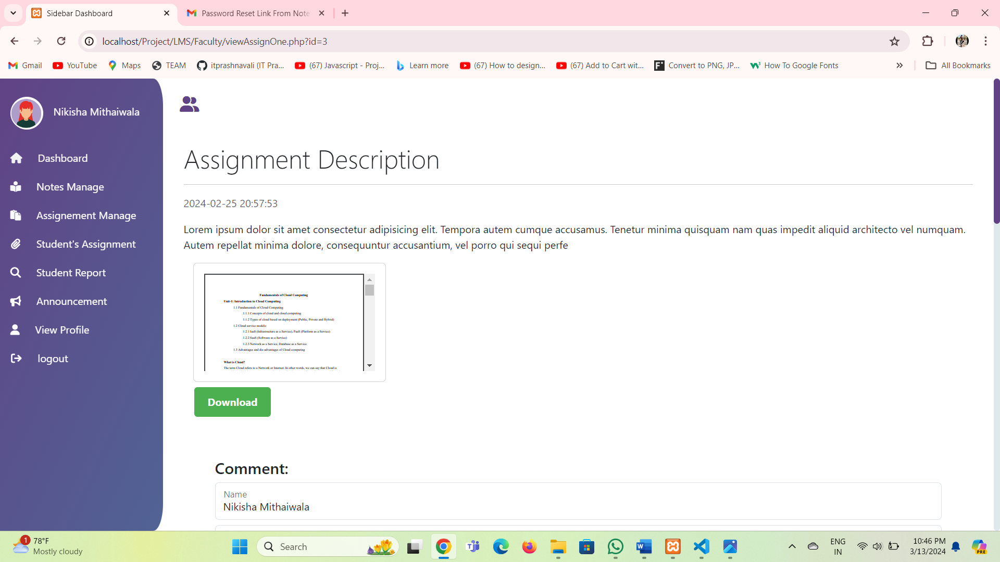 Sidebar Dashboard
Password Reset Link From Note
localhost/Project/LMS/Faculty/viewAssignOne.php?id=3
Gmail
YouTube
Maps
TEAM
itprashnavali (IT Pra...
(67) Javascript - Proj...
Learn more
(67) How to design...
(67) Add to Cart wit...
Convert to PNG, JP...
How To Google Fonts
All Bookmarks
Nikisha Mithaiwala
Dashboard
Notes Manage
Assignement Manage
Student's Assignment
Student Report
Announcement
View Profile
logout
Assignment Description
2024-02-25 20:57:53
Lorem ipsum dolor sit amet consectetur adipisicing elit. Tempora autem cumque accusamus. Tenetur minima quisquam nam quas impedit aliquid architecto vel numquam.
Autem repellat minima dolore, consequuntur accusantium, vel porro qui sequi perfe
Fundamentals of Cloud Computing
Unit-1: Introduction to Cloud Computing
1.1 Fundamentals of Cloud Computing
1.1.1 Concepts of cloud and cloud computing
1.1.2 Types of cloud based on deployment (Public, Private and Hybrid)
1.2 Cloud service models:
1.2.1 IaaS (Infrastructure as a Service), PaaS (Platform as a Service)
1.2.2 SaaS (Software as a Service)
1.2.3 Network as a Service, Database as a Service
1.3 Advantages and dis-advantages of Cloud computing
What is Cloud?
The term Cloud refers to a Network or Internet. In other words, we can say that Cloud is
Download
Comment:
Name
Nikisha Mithaiwala
1
78°F
Mostly cloudy
Search
ENG
IN
10:46 PM
3/13/2024
PRE